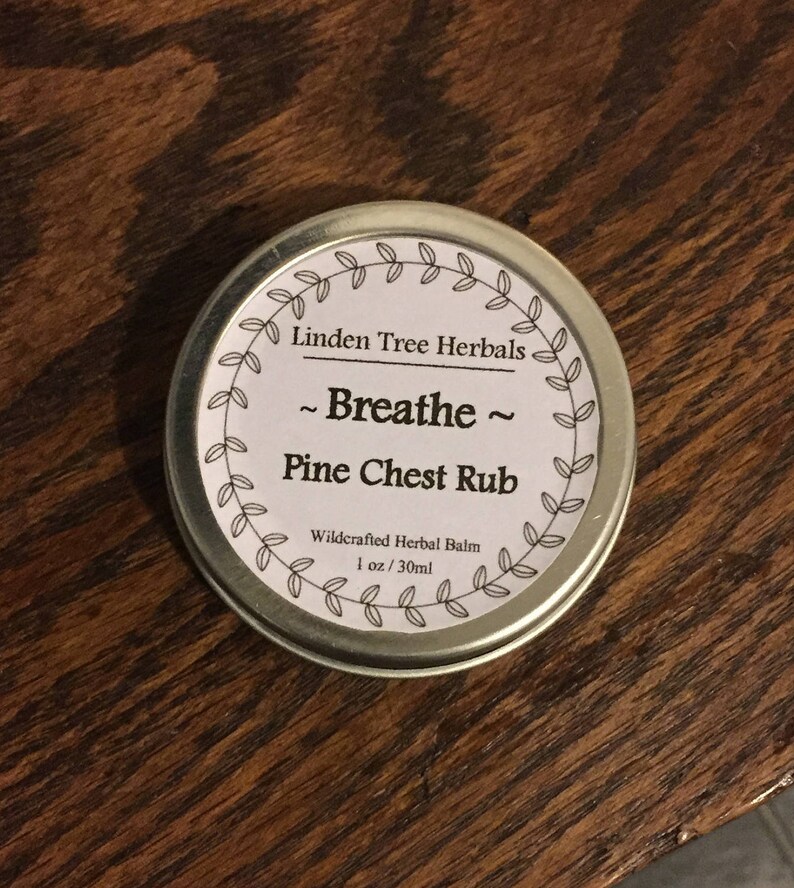 Linden Tree Herbals
~ Breathe ~
Pine Chest Rub
Wildcrafted Herbal Balm
1 oz / 30ml